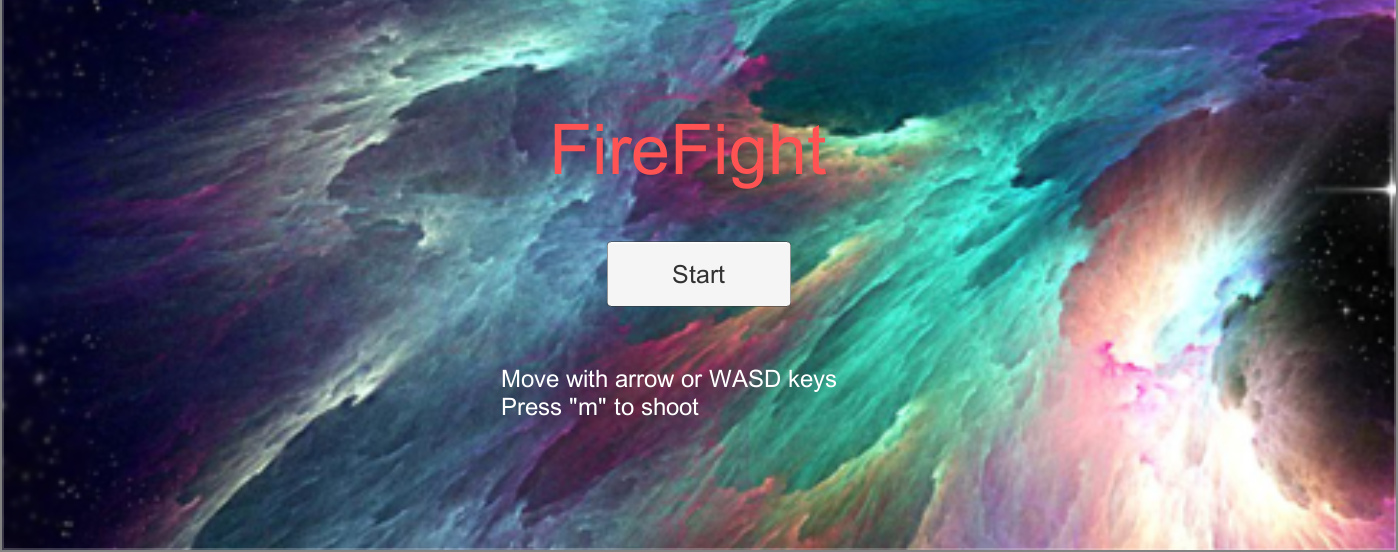 FireFight
Start
Move with arrow or WASD keys
Press "m" to shoot